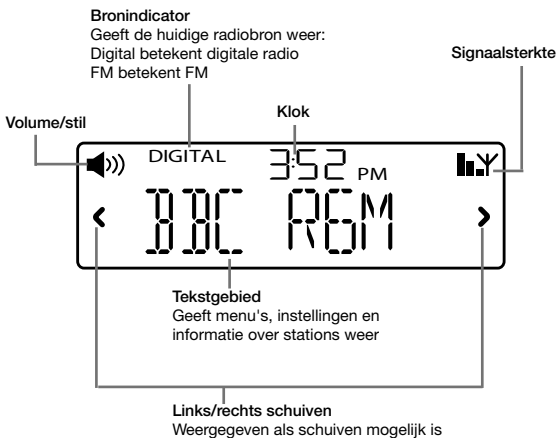 Bronindicator
Geeft de huidige radiobron weer:
Digital betekent digitale radio
FM betekent FM
Signaalsterkte
Klok
Volume/stil
DIGITAL
3:52 PM
BBC R6M
Tekstgebied
Geeft menu's, instellingen en
informatie over stations weer
Links/rechts schuiven
Weergegeven als schuiven mogelijk is